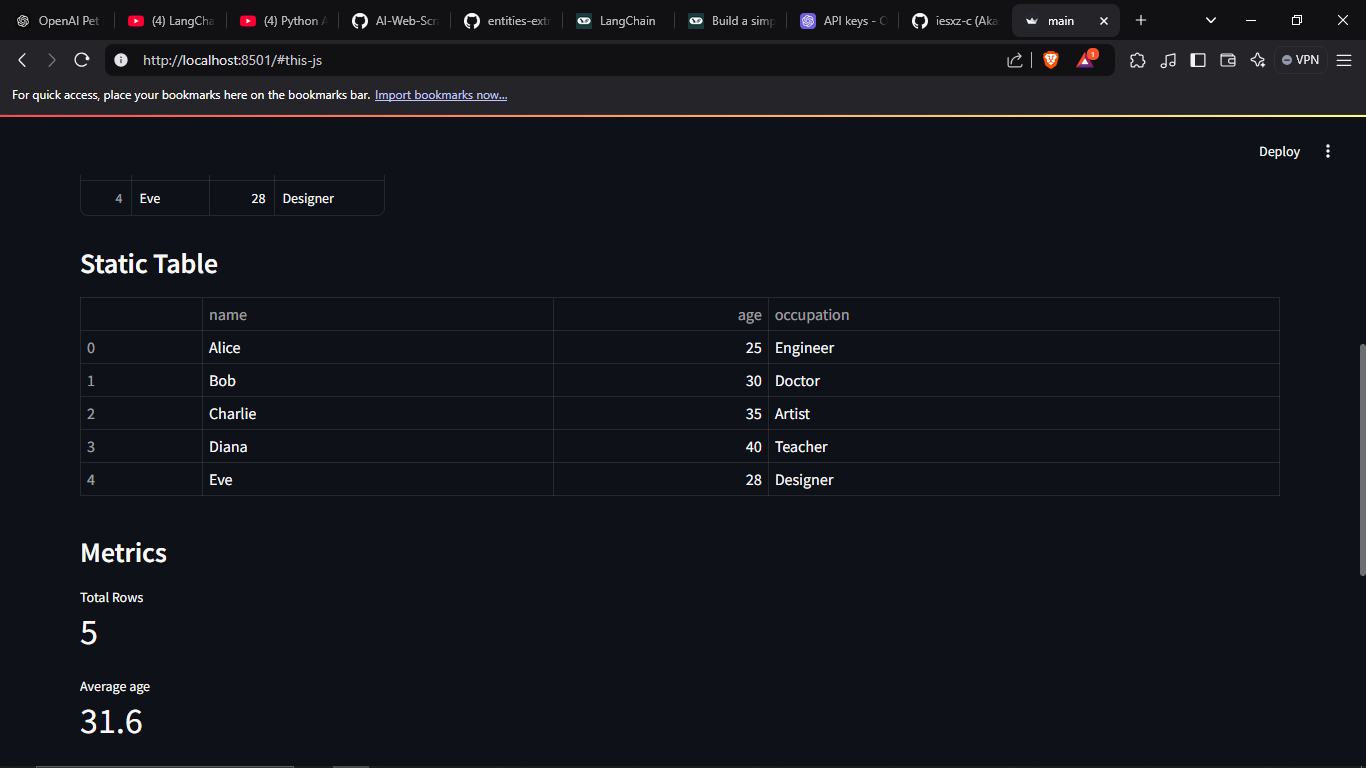 OpenAI Pet
(4) LangCha
(4) Python A
AI-Web-Scr
entities-extr
LangChain
Build a simp
API keys - O
iesxz-c (Aka
main
http://localhost:8501/#this-js
1
VPN
For quick access, place your bookmarks here on the bookmarks bar. Import bookmarks now...
Deploy
4 Eve 28 Designer
Static Table
name age occupation
0 Alice 25 Engineer
1 Bob 30 Doctor
2 Charlie 35 Artist
3 Diana 40 Teacher
4 Eve 28 Designer
Metrics
Total Rows
5
Average age
31.6